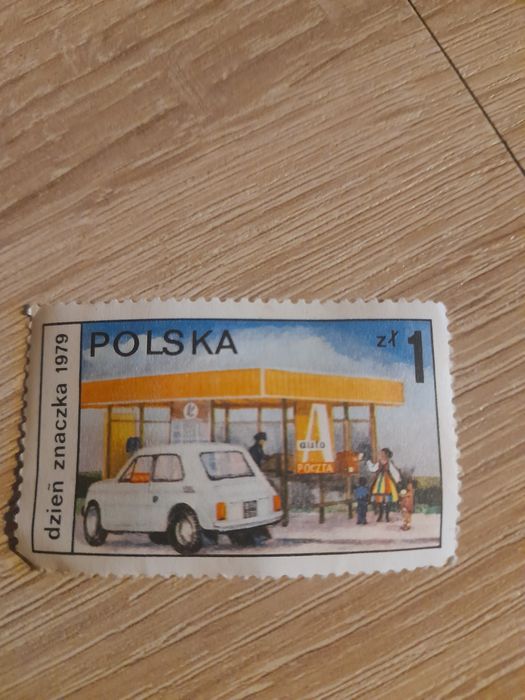 POLSKA
zł 1
dzień znaczka 1979
A
auto
POCZTA